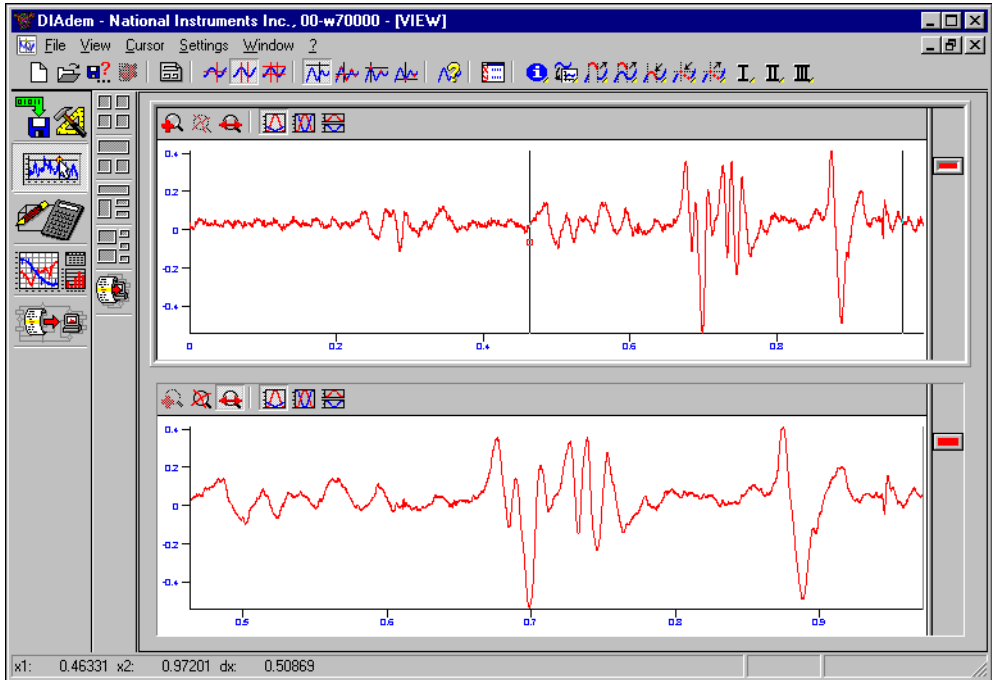 DIAdem - National Instruments Inc., 00-w70000 - [VIEW]
File View Cursor Settings Window ?
I II III
0.4
0.2
0
-0.2
-0.4
0 0.2 0.4 0.6 0.8
0.4
0.2
0
-0.2
-0.4
0.5 0.6 0.7 0.8 0.9
x1: 0.46331 x2: 0.97201 dx: 0.50869